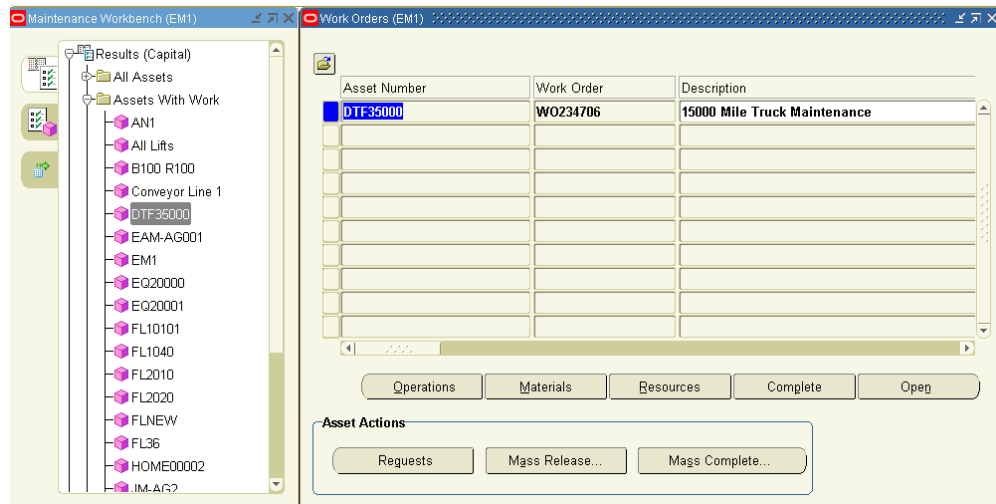 Maintenance Workbench (EM1)
Results (Capital)
All Assets
Assets With Work
AN1
All Lifts
B100 R100
Conveyor Line 1
DTF35000
EAM-AG001
EM1
EQ20000
EQ20001
FL10101
FL1040
FL2010
FL2020
FLNEW
FL36
HOME00002
JM-AG2
Work Orders (EM1)
Asset Number Work Order Description
DTF35000 WO234706 15000 Mile Truck Maintenance
Operations Materials Resources Complete Open
Asset Actions
Requests Mass Release... Mass Complete...